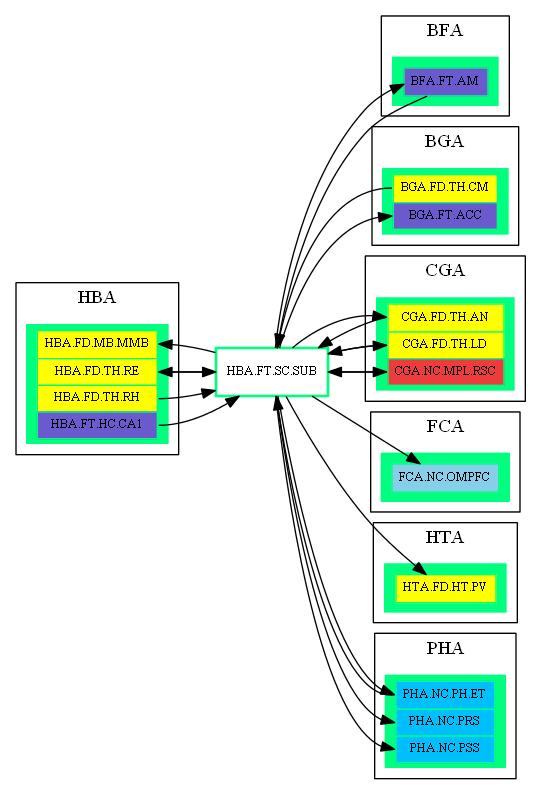 BFA
BFA.FT.AM
BGA
BGA.FD.TH.CM
BGA.FT.ACC
CGA
CGA.FD.TH.AN
CGA.FD.TH.LD
CGA.NC.MPL.RSC
HBA
HBA.FD.MB.MMB
HBA.FD.TH.RE
HBA.FD.TH.RH
HBA.FT.HC.CA1
HBA.FT.SC.SUB
FCA
FCA.NC.OMPFC
HTA
HTA.FD.HT.PV
PHA
PHA.NC.PH.ET
PHA.NC.PRS
PHA.NC.PSS